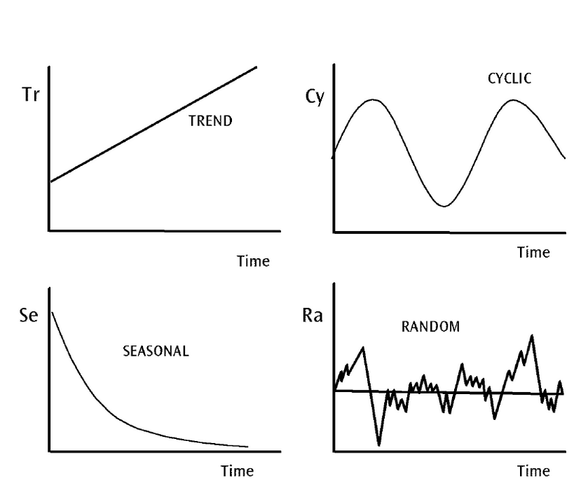 Tr
TREND
Time
CYCLIC
Cy
Time
Se
SEASONAL
Time
Ra
RANDOM
Time